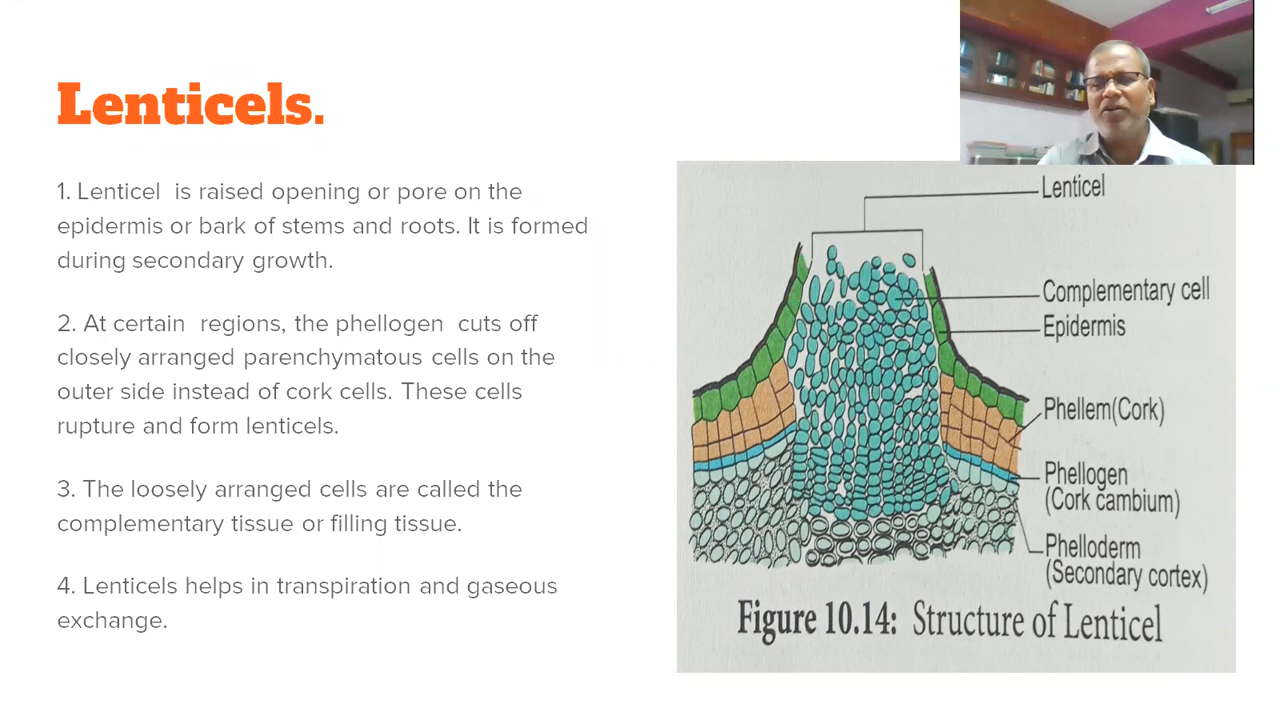 Lenticels.
1. Lenticel is raised opening or pore on the
epidermis or bark of stems and roots. It is formed
during secondary growth.
2. At certain regions, the phellogen cuts off
closely arranged parenchymatous cells on the
outer side instead of cork cells. These cells
rupture and form lenticels.
3. The loosely arranged cells are called the
complementary tissue or filling tissue.
4. Lenticels helps in transpiration and gaseous
exchange.
Lenticel
Complementary cell
Epidermis
Phellem(Cork)
Phellogen
(Cork cambium)
Phelloderm
(Secondary cortex)
Figure 10.14: Structure of Lenticel